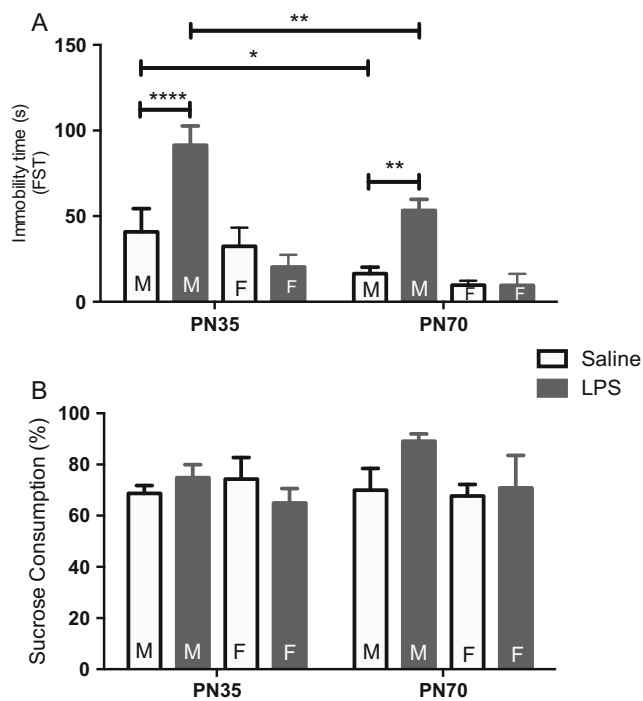 A
Immobility time (s)
(FST)
150
100
50
0
**
*
****
**
M M F F M M F F
PN35 PN70
Saline
LPS
B
Sucrose Consumption (%)
100
80
60
40
20
0
M M F F M M F F
PN35 PN70